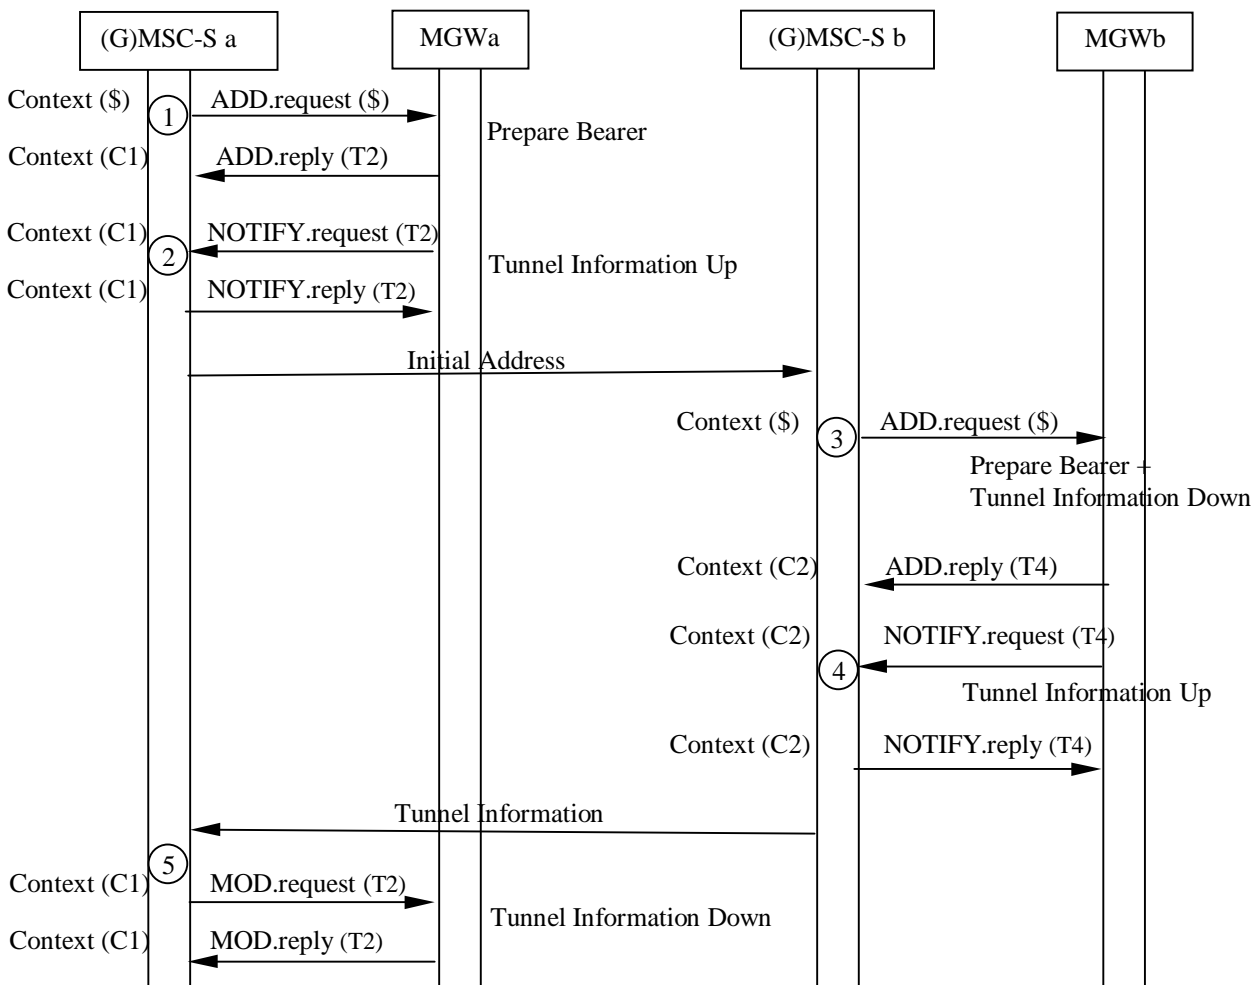 (G)MSC-S a MGWa (G)MSC-S b MGWb
Context ($) 1 ADD.request ($)
Prepare Bearer
Context (C1) ADD.reply (T2)
Context (C1) NOTIFY.request (T2)
2
Tunnel Information Up
Context (C1) NOTIFY.reply (T2)
Initial Address
Context ($) 3 ADD.request ($)
Prepare Bearer +
Tunnel Information Down
Context (C2) ADD.reply (T4)
Context (C2) NOTIFY.request (T4)
4
Tunnel Information Up
Context (C2) NOTIFY.reply (T4)
Tunnel Information
5
Context (C1) MOD.request (T2)
Tunnel Information Down
Context (C1) MOD.reply (T2)